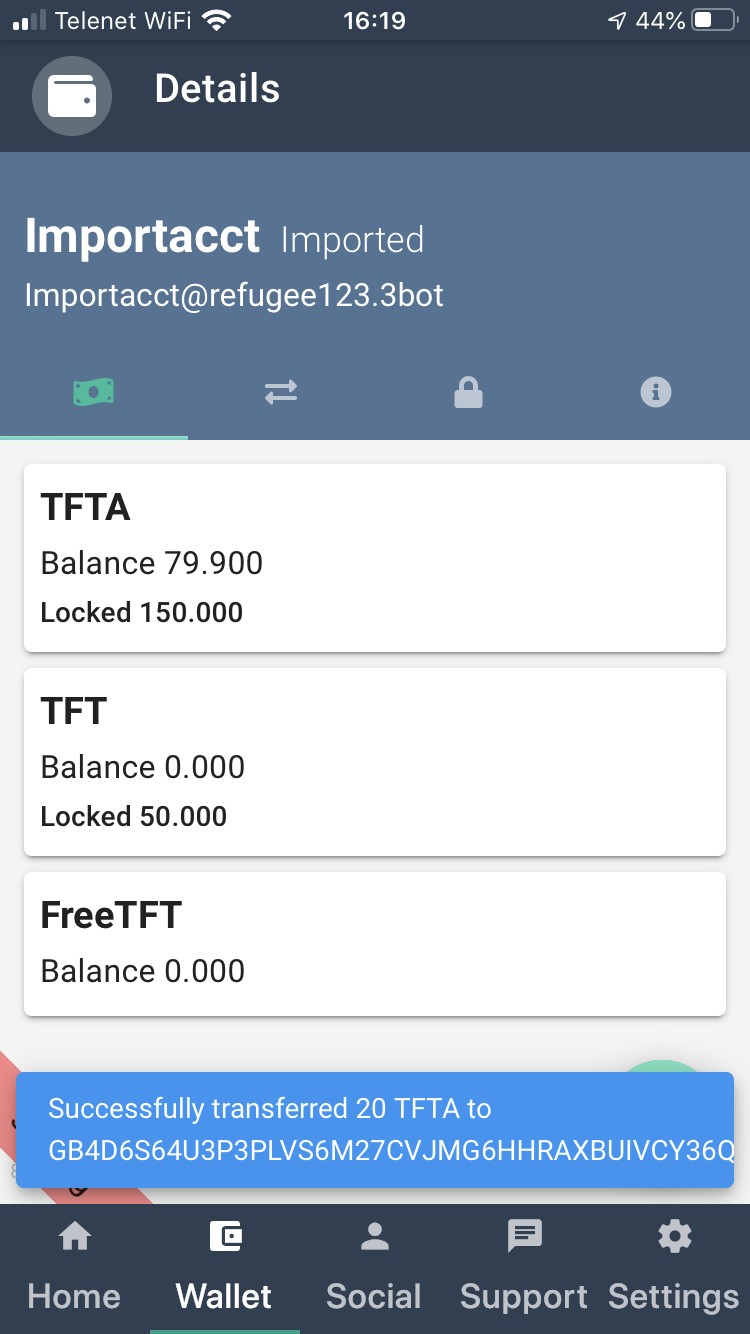 Telenet WiFi 16:19 44%
Details
Importacct Imported
Importacct@refugee123.3bot
TFTA
Balance 79.900
Locked 150.000
TFT
Balance 0.000
Locked 50.000
FreeTFT
Balance 0.000
Successfully transferred 20 TFTA to
GB4D6S64U3P3PLVS6M27CVJMG6HHRAXBUIVCY36Q
Home Wallet Social Support Settings